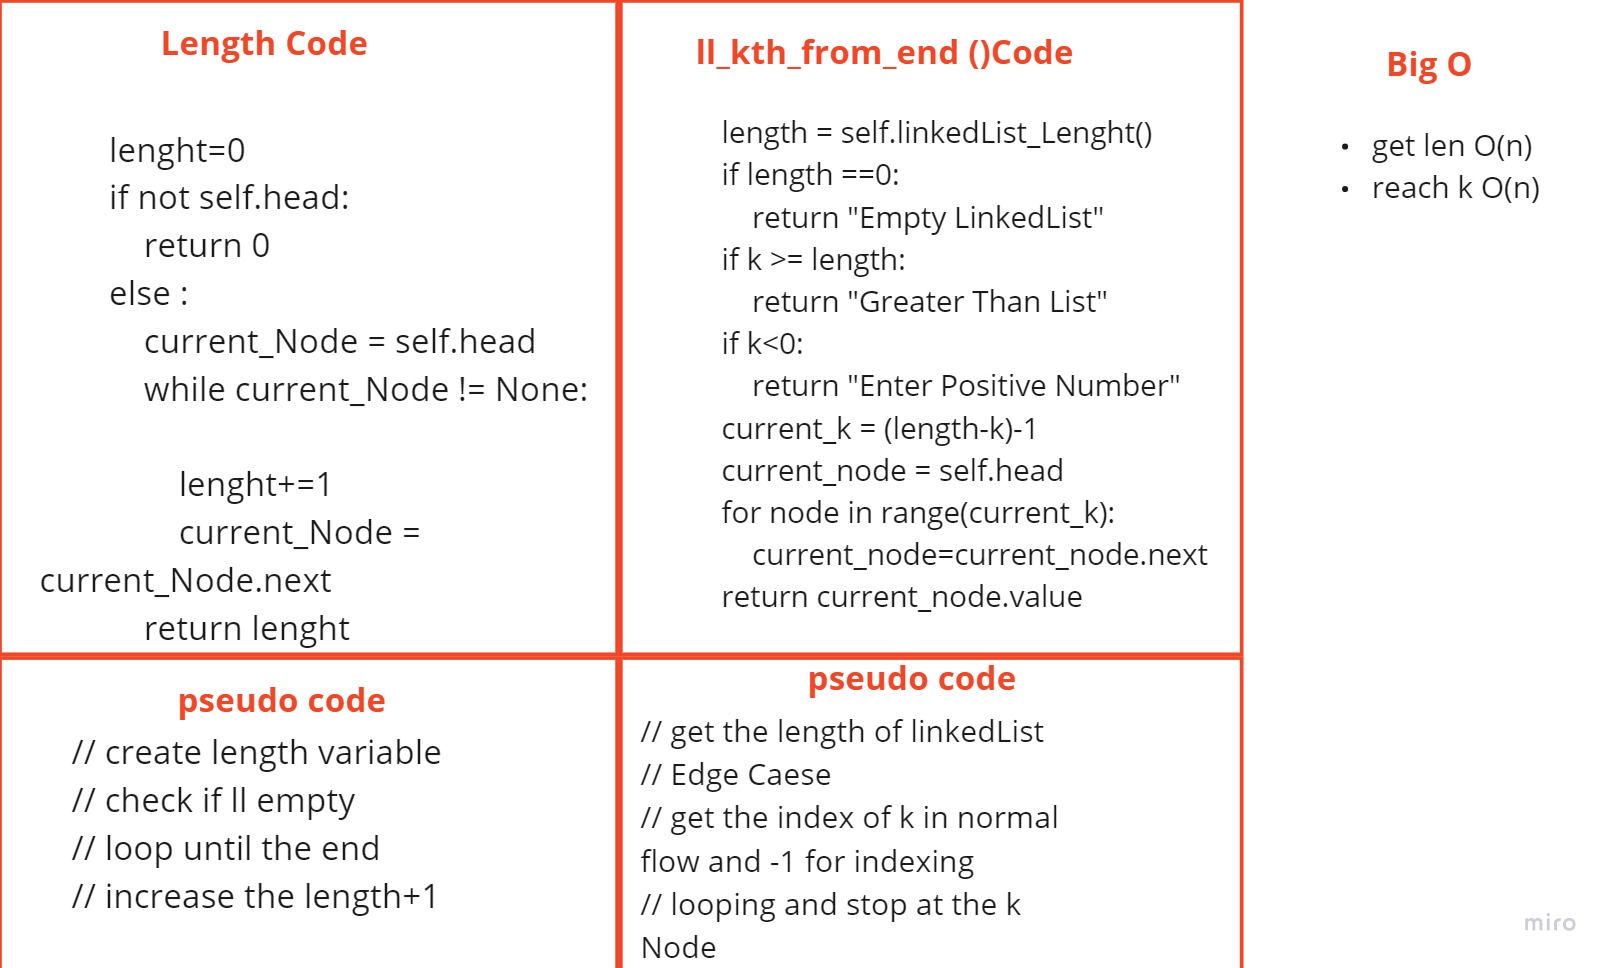 Length Code
lenght=0
if not self.head:
return 0
else :
current_Node = self.head
while current_Node != None:
lenght+=1
current_Node =
current_Node.next
return lenght
ll_kth_from_end ()Code
length = self.linkedList_Lenght()
if length ==0:
return "Empty LinkedList"
if k >= length:
return "Greater Than List"
if k<0:
return "Enter Positive Number"
current_k = (length-k)-1
current_node = self.head
for node in range(current_k):
current_node=current_node.next
return current_node.value
Big O
• get len O(n)
• reach k O(n)
pseudo code
// create length variable
// check if ll empty
// loop until the end
// increase the length+1
pseudo code
// get the length of linkedList
// Edge Caese
// get the index of k in normal
flow and -1 for indexing
// looping and stop at the k
Node
miro